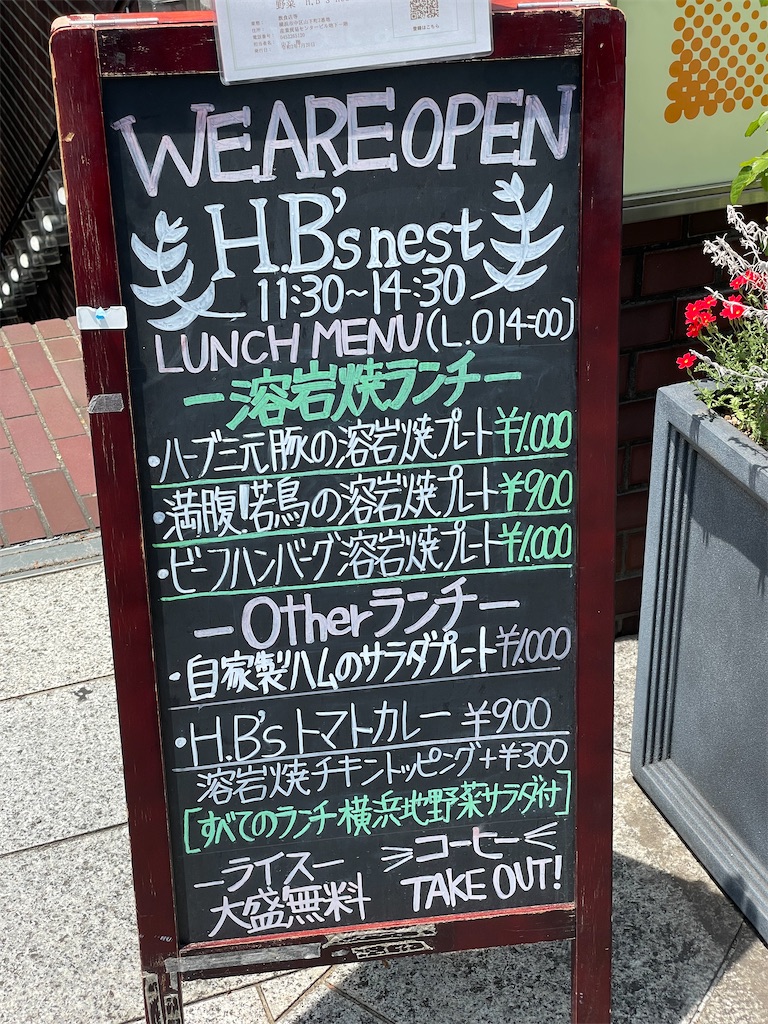 野菜 H.B'S
WE ARE OPEN
H.B's nest
11:30~14:30
LUNCH MENU(L.O 14:00)
ー溶岩焼ランチー
・ハーブ三元豚の溶岩焼プレート¥1.000
・満腹!若鳥の溶岩焼プレート¥900
・ビーフハンバーグ溶岩焼プレート¥1.000
ーOtherランチー
・自家製ハムのサラダプレート¥1.000
・H.B'sトマトカレー ¥900
溶岩焼チキントッピング+¥300
[すべてのランチ横浜地野菜サラダ付]
ーライスー
大盛無料
コーヒー
TAKE OUT!